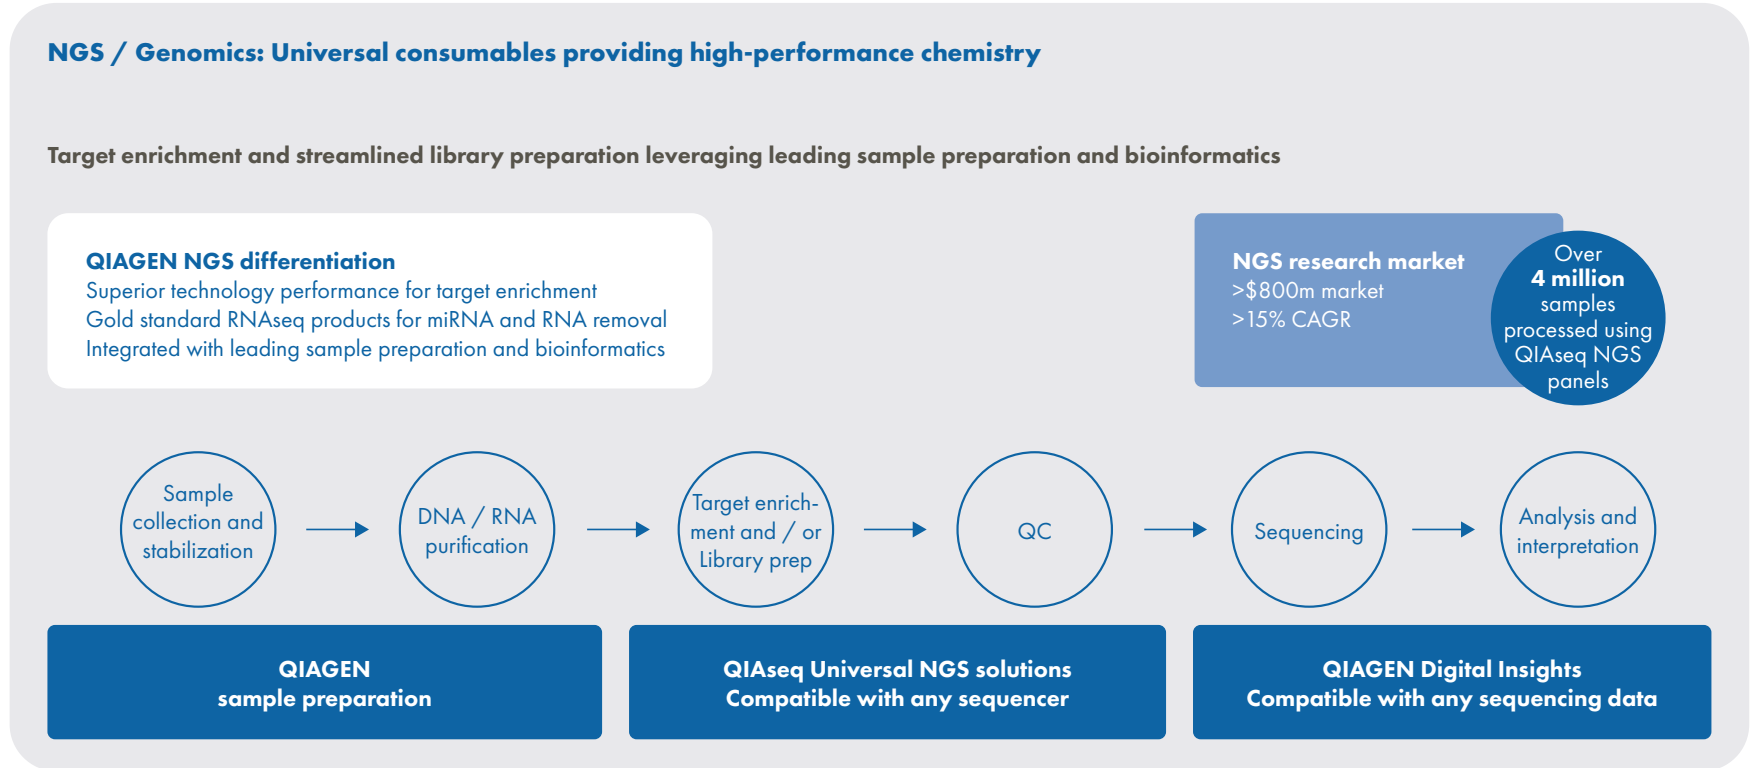 NGS / Genomics: Universal consumables providing high-performance chemistry
Target enrichment and streamlined library preparation leveraging leading sample preparation and bioinformatics
QIAGEN NGS differentiation
Superior technology performance for target enrichment
Gold standard RNAseq products for miRNA and RNA removal
Integrated with leading sample preparation and bioinformatics
NGS research market
>$800m market
>15% CAGR
Over
4 million
samples
processed using
QIAseq NGS
panels
Sample
collection and
stabilization
DNA / RNA
purification
Target enrich-
ment and / or
Library prep
QC
Sequencing
Analysis and
interpretation
QIAGEN
sample preparation
QIAseq Universal NGS solutions
Compatible with any sequencer
QIAGEN Digital Insights
Compatible with any sequencing data